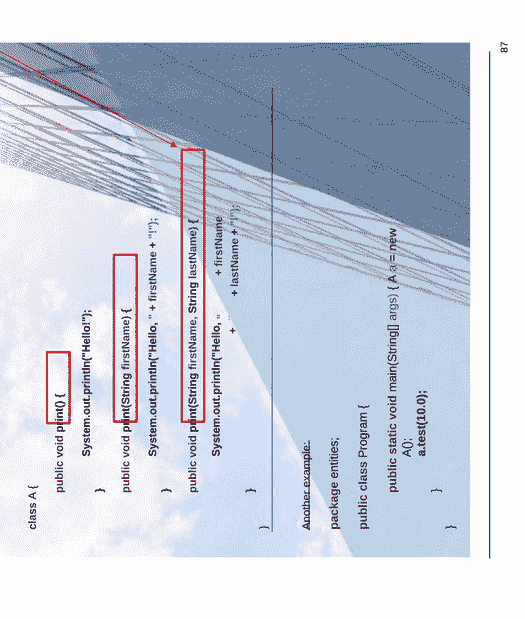 87
class A {
public void print() {
System.out.println("Hello!");
}
public void print(String firstName) {
System.out.println("Hello, " + firstName + "!");
}
public void print(String firstName, String lastName) {
System.out.println("Hello, "
+ firstName
+
+ lastName + "!");
}
}
Another example:
package entities;
public class Program {
public static void main(String[] args) { A a = new
A();
a.test(10.0);
}
}